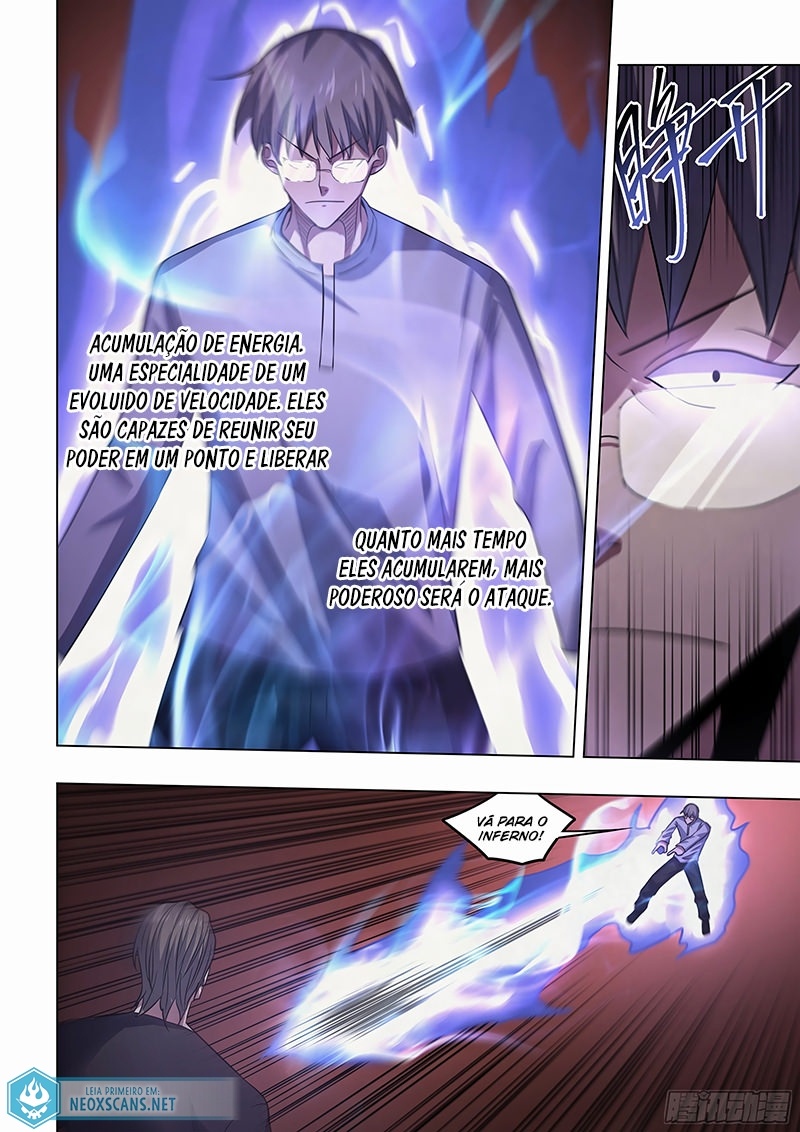 ACUMULAÇÃO DE ENERGIA.
UMA ESPECIALIDADE DE UM
EVOLUIDO DE VELOCIDADE. ELES
SÃO CAPAZES DE REUNIR SEU
PODER EM UM PONTO E LIBERAR
QUANTO MAIS TEMPO
ELES ACUMULAREM, MAIS
PODEROSO SERÁ O ATAQUE.
睁开
VÁ PARA O
INFERNO!
LEIA PRIMEIRO EM:
NEOXSCANS.NET
腾讯动漫